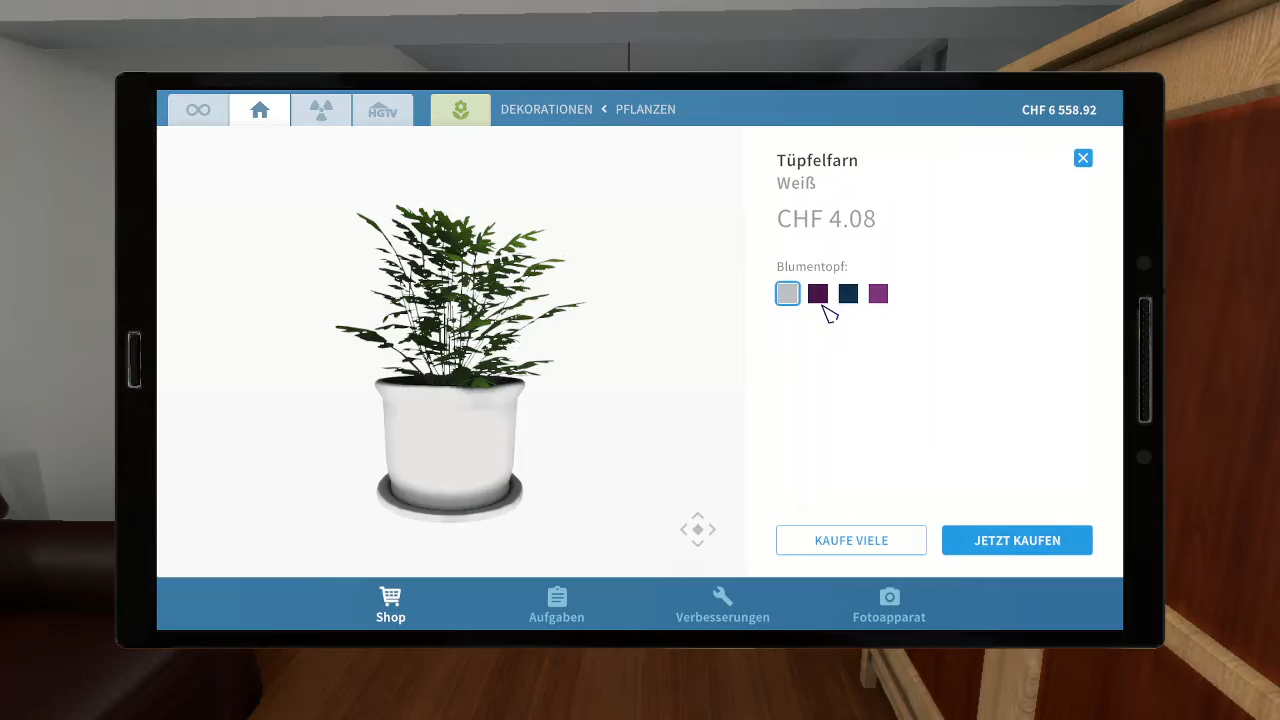 HGTV
DEKORATIONEN < PFLANZEN
CHF 6 558.92
Tüpfelfarn
Weiß
CHF 4.08
Blumentopf:
KAUFE VIELE
JETZT KAUFEN
Shop
Aufgaben
Verbesserungen
Fotoapparat